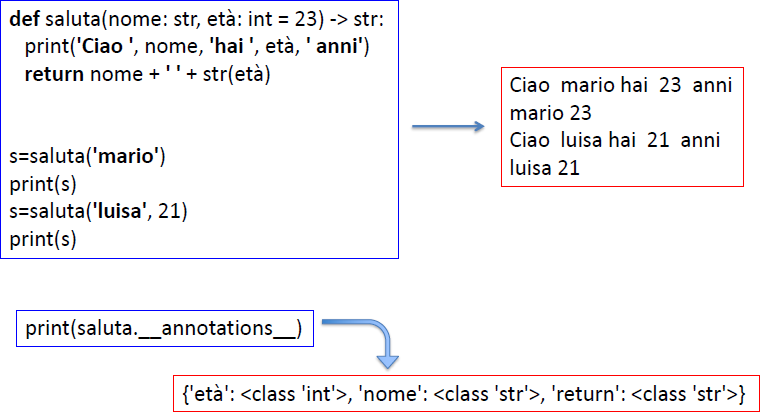 def saluta(nome: str, età: int = 23) -> str:
print('Ciao ', nome, 'hai ', età, ' anni')
return nome + ' ' + str(età)
s=saluta('mario')
print(s)
s=saluta('luisa', 21)
print(s)
Ciao  mario hai  23  anni
mario 23
Ciao  luisa hai  21  anni
luisa 21
print(saluta.__annotations__)
{'età': <class 'int'>, 'nome': <class 'str'>, 'return': <class 'str'>}